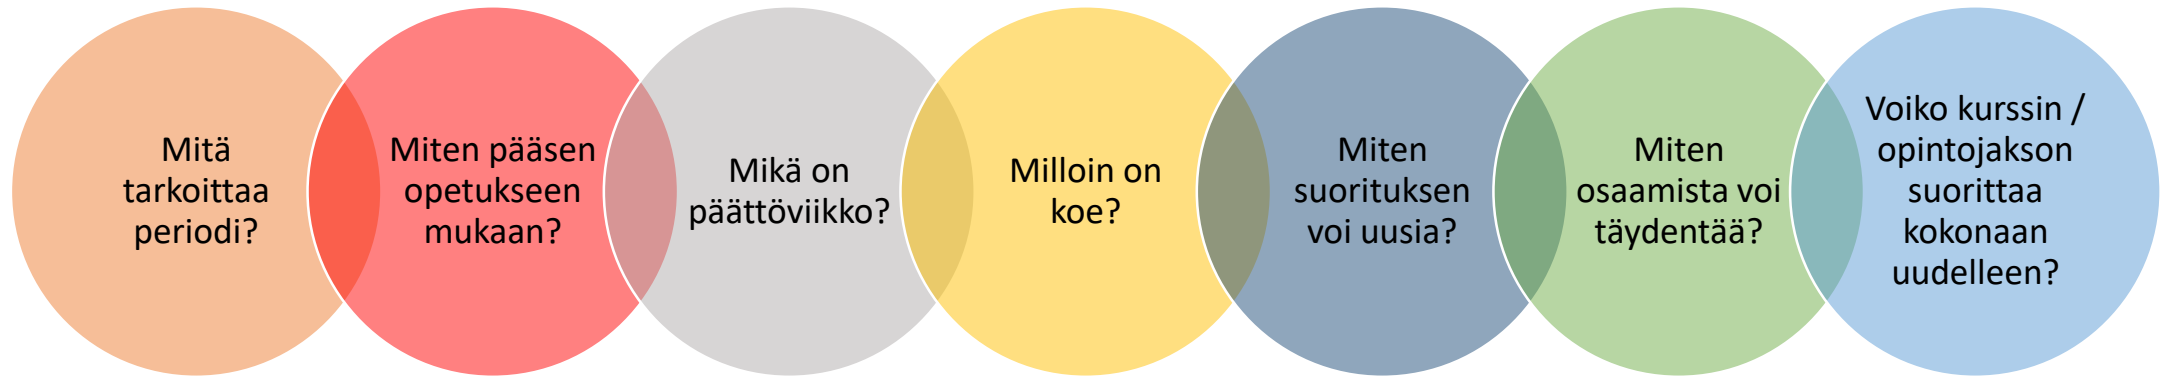 Mitä
tarkoittaa
periodi?
Miten pääsen
opetukseen
mukaan?
Mikä on
päättöviikko?
Milloin on
koe?
Miten
suorituksen
voi uusia?
Miten
osaamista voi
täydentää?
Voiko kurssin /
opintojakson
suorittaa
kokonaan
uudelleen?